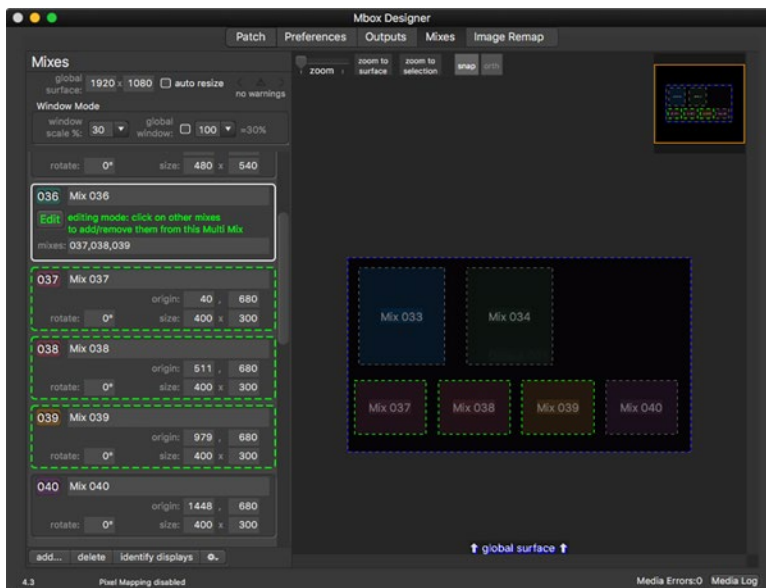 Mbox Designer
Patch Preferences Outputs Mixes Image Remap
Mixes
global surface: 1920 x 1080 auto resize
no warnings
Window Mode
window scale %: 30 global window: 100 =30%
rotate: 0° size: 480 x 540
036 Mix 036
Edit editing mode: click on other mixes
to add/remove them from this Multi Mix
mixes: 037,038,039
037 Mix 037
origin: 40 , 680
rotate: 0° size: 400 x 300
038 Mix 038
origin: 511 , 680
rotate: 0° size: 400 x 300
039 Mix 039
origin: 979 , 680
rotate: 0° size: 400 x 300
040 Mix 040
origin: 1448 , 680
rotate: 0° size: 400 x 300
add... delete identify displays
zoom
zoom to surface
zoom to selection
snap orth
Mix 033 Mix 034
Mix 037 Mix 038 Mix 039 Mix 040
⬆ global surface ⬆
4.3 Pixel Mapping disabled Media Errors:0 Media Log